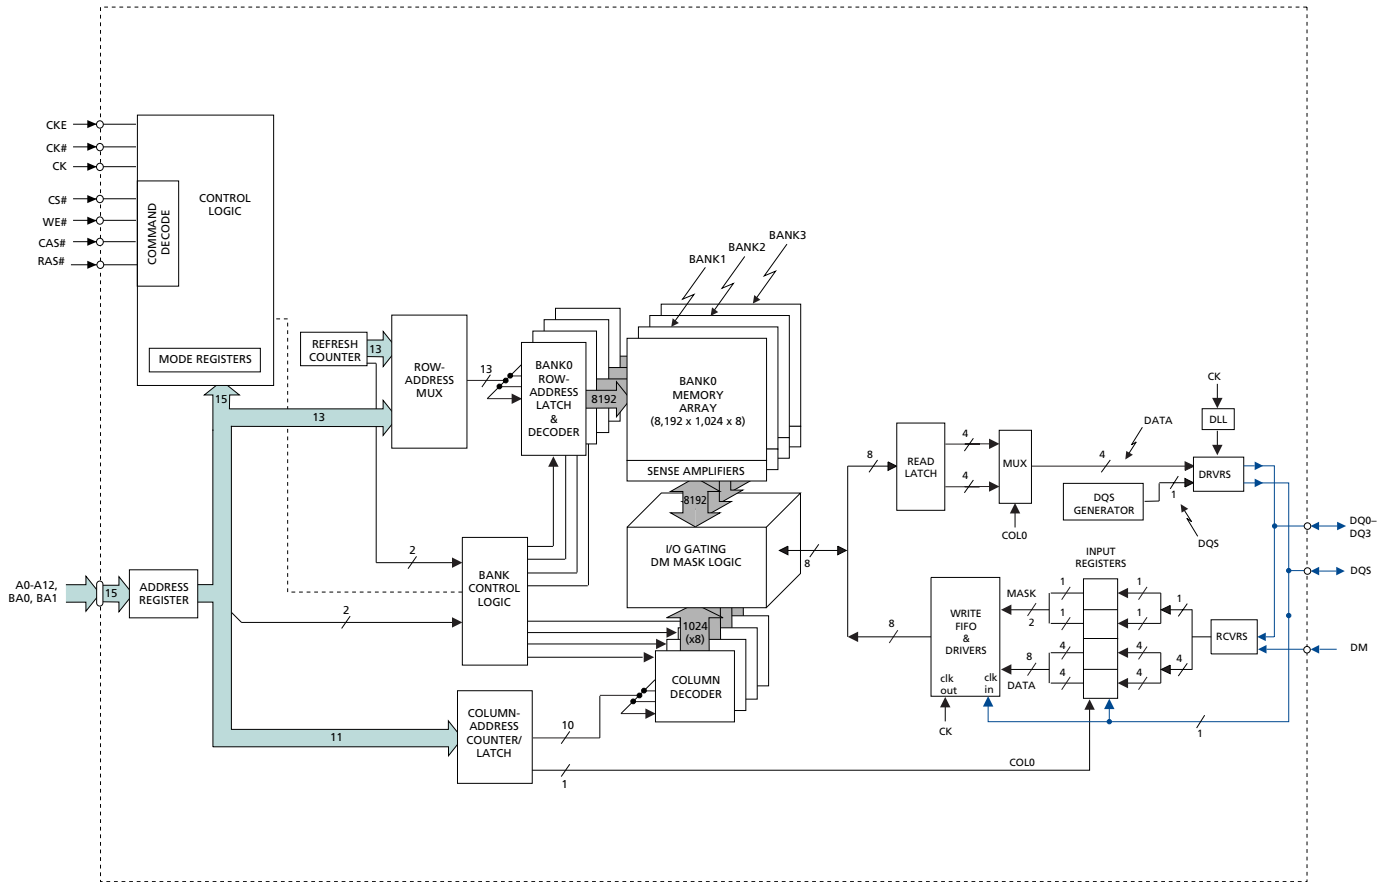 CKE
CK#
CK
CS#
WE#
CAS#
RAS#
COMMAND
DECODE
CONTROL
LOGIC
MODE REGISTERS
15
REFRESH
COUNTER
13
13
ROW-
ADDRESS
MUX
13
BANK0
ROW-
ADDRESS
LATCH
&
DECODER
8192
BANK3
BANK2
BANK1
BANK0
MEMORY
ARRAY
(8,192 x 1,024 x 8)
SENSE AMPLIFIERS
8192
I/O GATING
DM MASK LOGIC
8
A0-A12,
BA0, BA1
15
ADDRESS
REGISTER
2
2
BANK
CONTROL
LOGIC
1024
(x8)
COLUMN
DECODER
11
COLUMN-
ADDRESS
COUNTER/
LATCH
10
1
COL0
8
READ
LATCH
4
4
MUX
COL0
4
DATA
CK
DLL
DRVRS
DQS
GENERATOR
1
DQS
DQ0–
DQ3
DQS
DM
INPUT
REGISTERS
8
WRITE
FIFO
&
DRIVERS
clk
out
clk
in
CK
MASK
2
8
DATA
1
1
4
4
1
1
4
4
1
4
RCVRS
1